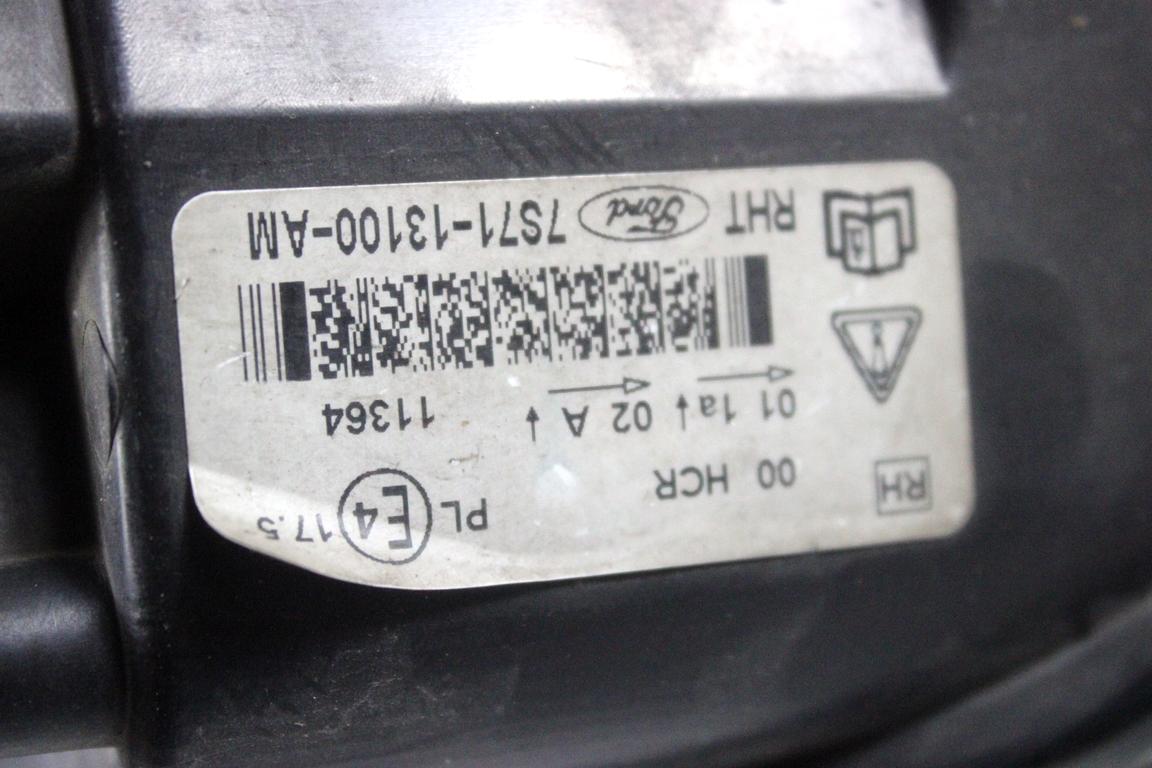 RH 00 HCR PL E4 17.5
01 1a 02 A 11364
RHT Ford 7S71-13100-AM